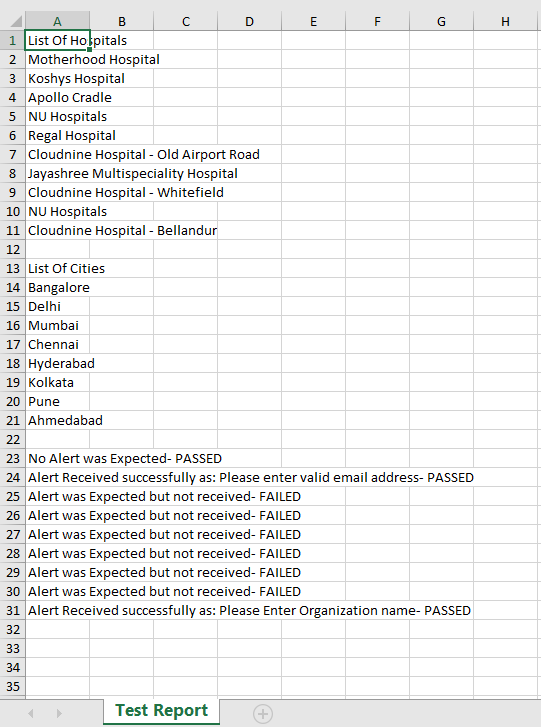 A B C D E F G H
1 List Of Hospitals
2 Motherhood Hospital
3 Koshys Hospital
4 Apollo Cradle
5 NU Hospitals
6 Regal Hospital
7 Cloudnine Hospital - Old Airport Road
8 Jayashree Multispeciality Hospital
9 Cloudnine Hospital - Whitefield
10 NU Hospitals
11 Cloudnine Hospital - Bellandur
12
13 List Of Cities
14 Bangalore
15 Delhi
16 Mumbai
17 Chennai
18 Hyderabad
19 Kolkata
20 Pune
21 Ahmedabad
22
23 No Alert was Expected- PASSED
24 Alert Received successfully as: Please enter valid email address- PASSED
25 Alert was Expected but not received- FAILED
26 Alert was Expected but not received- FAILED
27 Alert was Expected but not received- FAILED
28 Alert was Expected but not received- FAILED
29 Alert was Expected but not received- FAILED
30 Alert was Expected but not received- FAILED
31 Alert Received successfully as: Please Enter Organization name- PASSED
32
33
34
35
Test Report